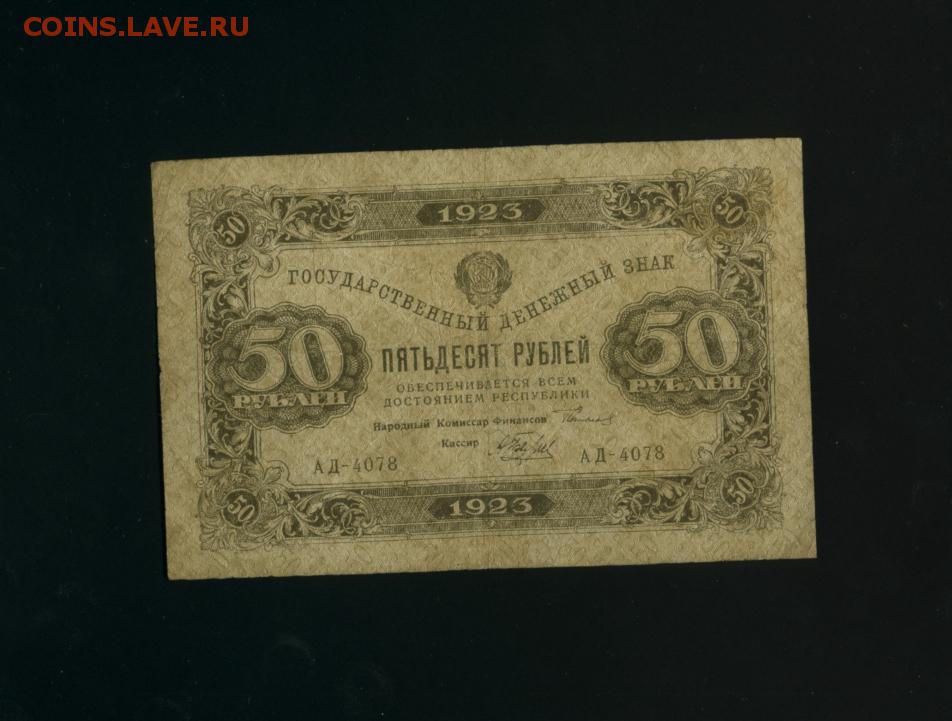 COINS.LAVE.RU
50 1923 50
ГОСУДАРСТВЕННЫЙ ДЕНЕЖНЫЙ ЗНАК
50 РУБЛЕЙ
ПЯТЬДЕСЯТ РУБЛЕЙ
50 РУБЛЕЙ
ОБЕСПЕЧИВАЕТСЯ ВСЕМ
ДОСТОЯНИЕМ РЕСПУБЛИКИ
Народный Комиссар Финансов
Кассир
АД-4078 АД-4078
50 1923 50